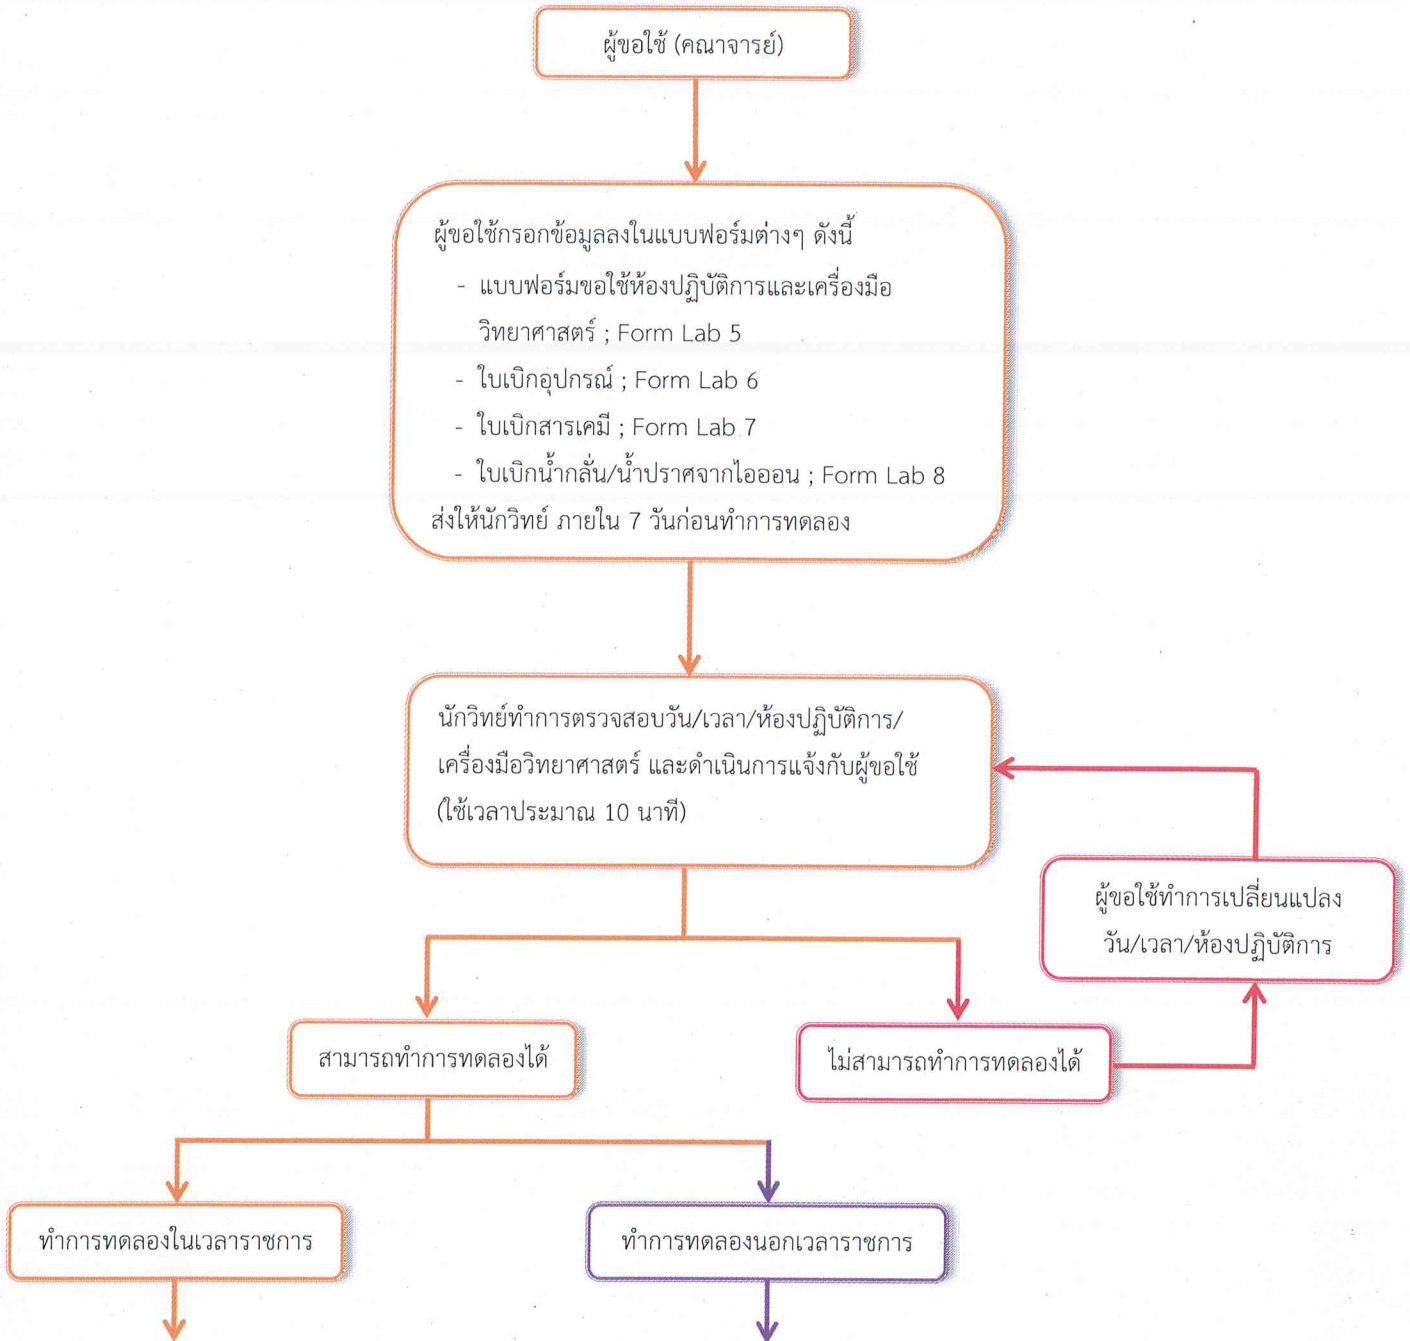 ผู้ขอใช้ (คณาจารย์)
ผู้ขอใช้กรอกข้อมูลลงในแบบฟอร์มต่างๆ ดังนี้
- แบบฟอร์มขอใช้ห้องปฏิบัติการและเครื่องมือ
วิทยาศาสตร์ ; Form Lab 5
- ใบเบิกอุปกรณ์ ; Form Lab 6
- ใบเบิกสารเคมี ; Form Lab 7
- ใบเบิกน้ำกลั่น/น้ำปราศจากไอออน ; Form Lab 8
ส่งให้นักวิทย์ ภายใน 7 วันก่อนทำการทดลอง
นักวิทย์ทำการตรวจสอบวัน/เวลา/ห้องปฏิบัติการ/
เครื่องมือวิทยาศาสตร์ และดำเนินการแจ้งกับผู้ขอใช้
(ใช้เวลาประมาณ 10 นาที)
ผู้ขอใช้ทำการเปลี่ยนแปลง
วัน/เวลา/ห้องปฏิบัติการ
สามารถทำการทดลองได้
ไม่สามารถทำการทดลองได้
ทำการทดลองในเวลาราชการ
ทำการทดลองนอกเวลาราชการ